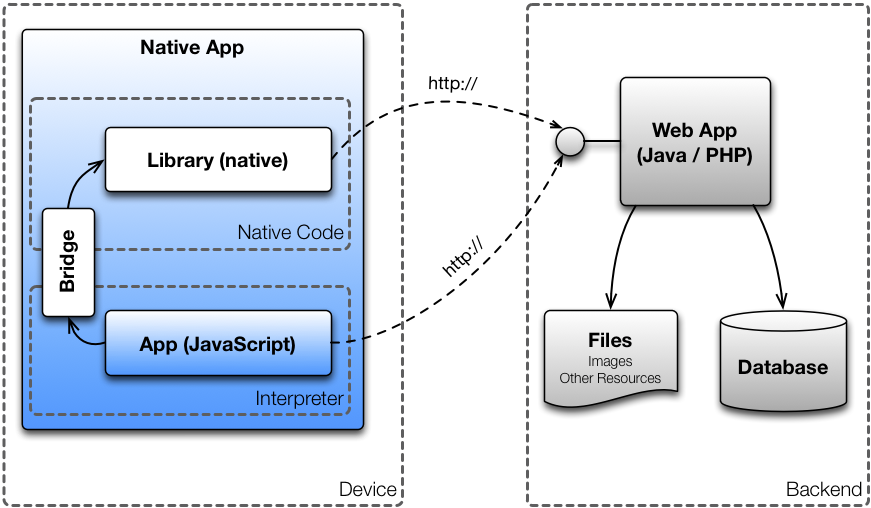 Native App
http://
Library (native)
Native Code
Bridge
http://
App (JavaScript)
Interpreter
Device
Web App
(Java / PHP)
Files
Images
Other Resources
Database
Backend